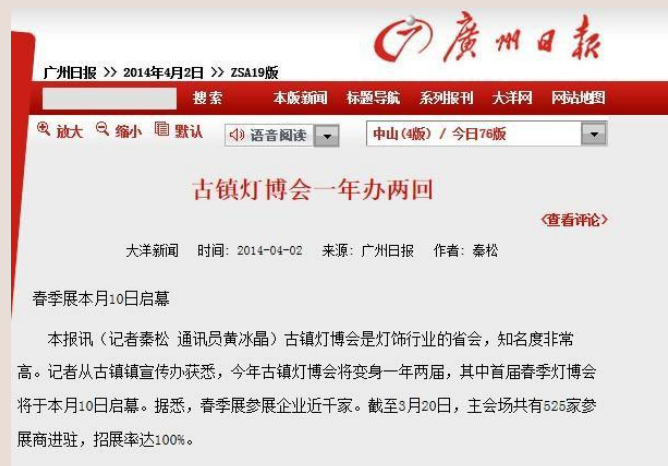 廣州日报
广州日报 >> 2014年4月2日 >> ZSA19版
搜索 本版新闻 标题导航 系列报刊 大洋网 网站地图
放大 缩小 默认 语音阅读 中山(4版) / 今日76版
古镇灯博会一年办两回
<查看评论>
大洋新闻 时间: 2014-04-02 来源: 广州日报 作者: 秦松
春季展本月10日启幕
本报讯（记者秦松 通讯员黄冰晶）古镇灯博会是灯饰行业的省会，知名度非常
高。记者从古镇镇宣传办获悉，今年古镇灯博会将变身一年两届，其中首届春季灯博会
将于本月10日启幕。据悉，春季展参展企业近千家。截至3月20日，主会场共有525家参
展商进驻，招展率达100%。